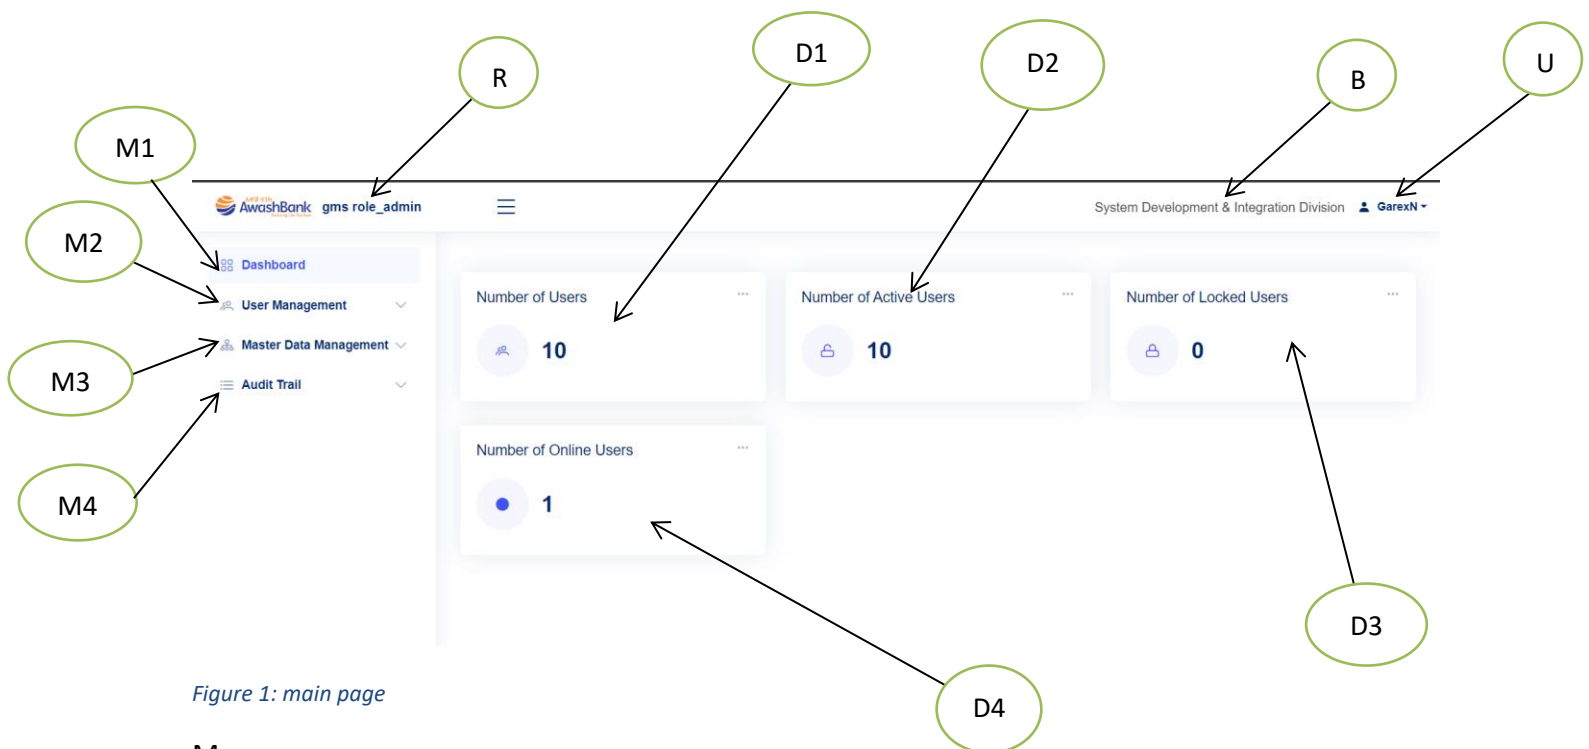 D1
D2
U
R
B
M1
AwashBank gms role_admin
System Development & Integration Division GarexN
M2
Dashboard
User Management
Number of Users
Number of Active Users
Number of Locked Users
Master Data Management
10
10
0
M3
Audit Trail
Number of Online Users
M4
1
D3
Figure 1: main page
D4